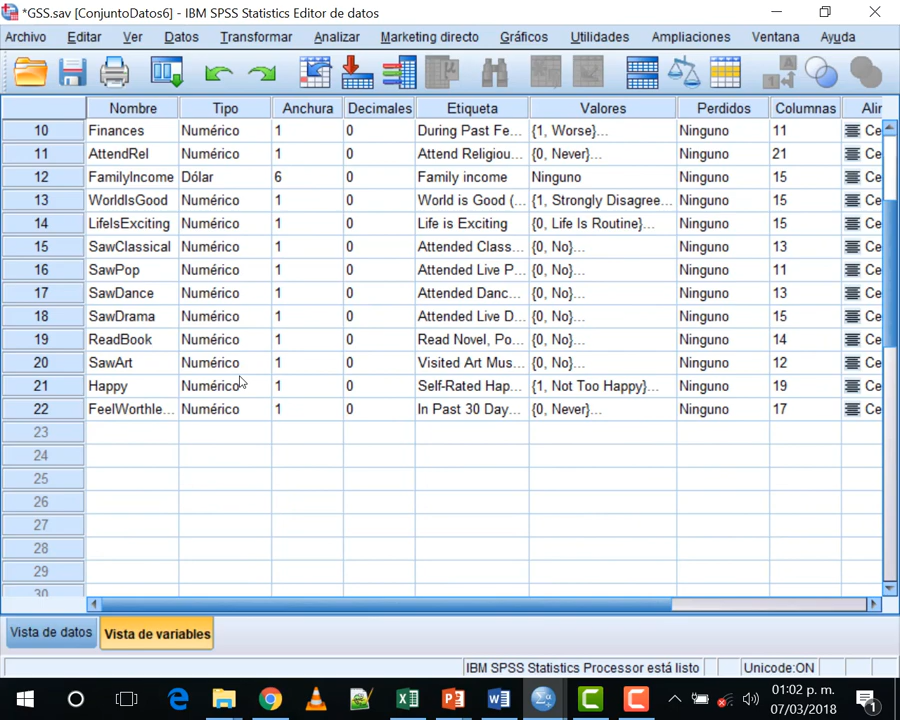 *GSS.sav [ConjuntoDatos6] - IBM SPSS Statistics Editor de datos
Archivo Editar Ver Datos Transformar Analizar Marketing directo Gráficos Utilidades Ampliaciones Ventana Ayuda
Nombre Tipo Anchura Decimales Etiqueta Valores Perdidos Columnas Alir
10 Finances Numérico 1 0 During Past Fe... {1, Worse}... Ninguno 11 Ce
11 AttendRel Numérico 1 0 Attend Religiou... {0, Never}... Ninguno 21 Ce
12 FamilyIncome Dólar 6 Family income Ninguno Ninguno 15 Ce
13 WorldIsGood Numérico 1 0 World is Good (... {1, Strongly Disagree... Ninguno 15 Ce
14 LifeIsExciting Numérico 1 0 Life is Exciting {0, Life Is Routine}... Ninguno 15 Ce
15 SawClassical Numérico 1 0 Attended Class... {0, No}... Ninguno 13 Ce
16 SawPop Numérico 1 0 Attended Live P... {0, No}... Ninguno 11 Ce
17 SawDance Numérico 1 0 Attended Danc... {0, No}... Ninguno 13 Ce
18 SawDrama Numérico 1 0 Attended Live D... {0, No}... Ninguno 15 Ce
19 ReadBook Numérico 1 0 Read Novel, Po... {0, No}... Ninguno 14 Ce
20 SawArt Numérico 1 0 Visited Art Mus... {0, No}... Ninguno 12 Ce
21 Happy Numérico 1 0 Self-Rated Hap... {1, Not Too Happy}... Ninguno 19 Ce
22 FeelWorthle... Numérico 1 0 In Past 30 Day... {0, Never}... Ninguno 17 Ce
23
24
25
26
27
28
29
30
Vista de datos Vista de variables
IBM SPSS Statistics Processor está listo Unicode:ON
01:02 p. m.
07/03/2018
1